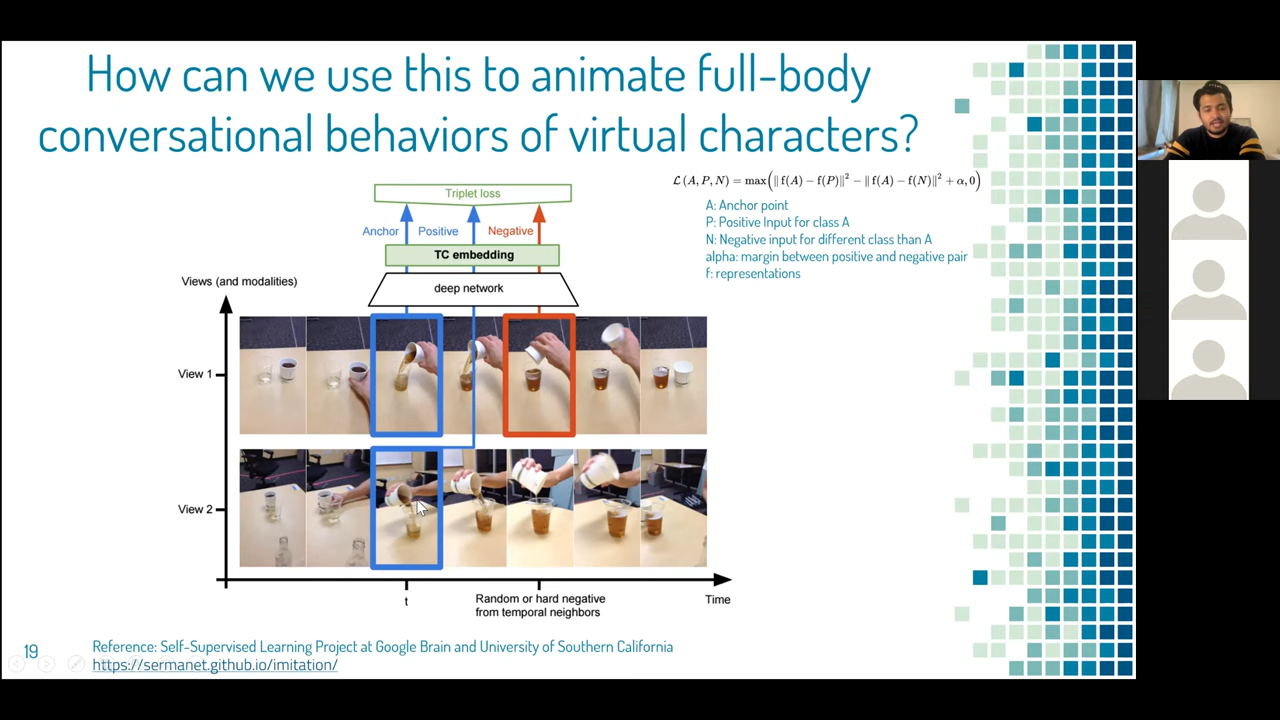 How can we use this to animate full-body
conversational behaviors of virtual characters?
Triplet loss
Anchor
Positive
Negative
TC embedding
deep network
Views (and modalities)
View 1
View 2
t
Random or hard negative
from temporal neighbors
Time
ℒ (A, P, N) = max(‖ f(A) − f(P)‖² − ‖ f(A) − f(N)‖² + α, 0)
A: Anchor point
P: Positive Input for class A
N: Negative input for different class than A
alpha: margin between positive and negative pair
f: representations
19
Reference: Self-Supervised Learning Project at Google Brain and University of Southern California
https://sermanet.github.io/imitation/